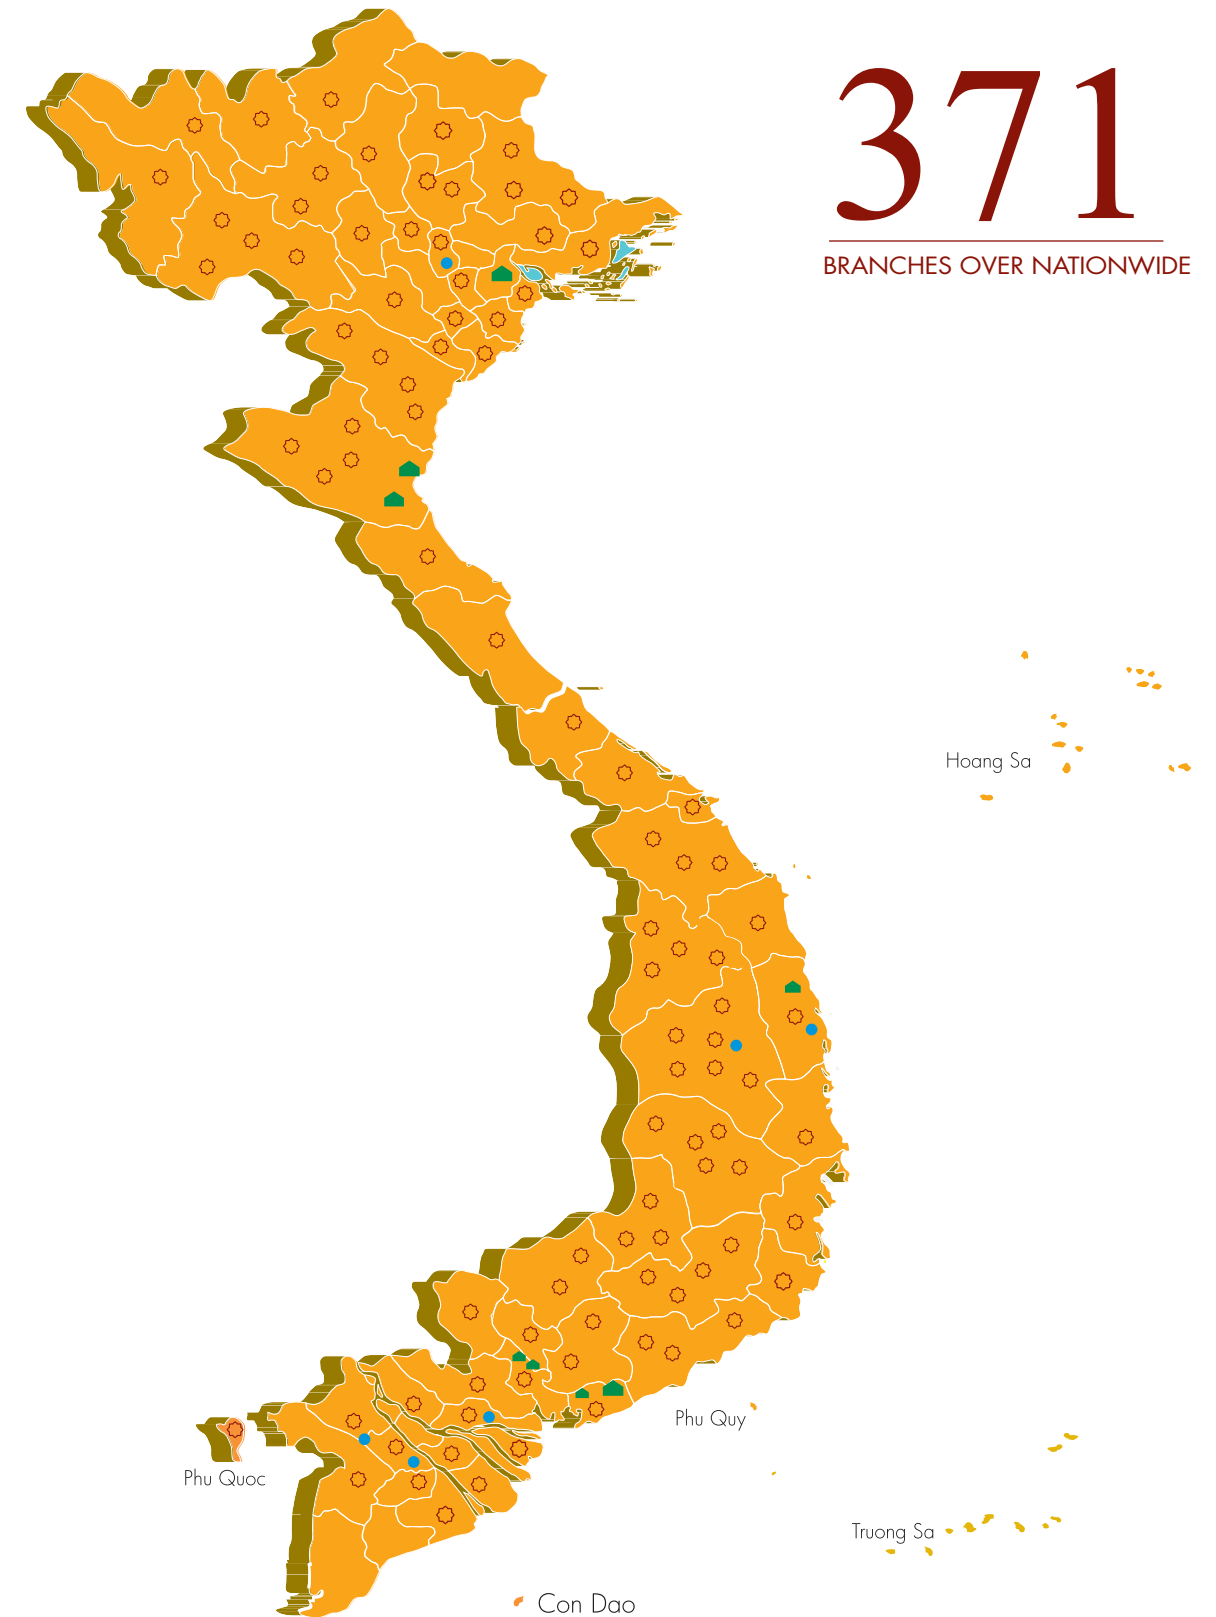 371
BRANCHES OVER NATIONWIDE
Hoang Sa
Phu Quy
Phu Quoc
Truong Sa
Con Dao